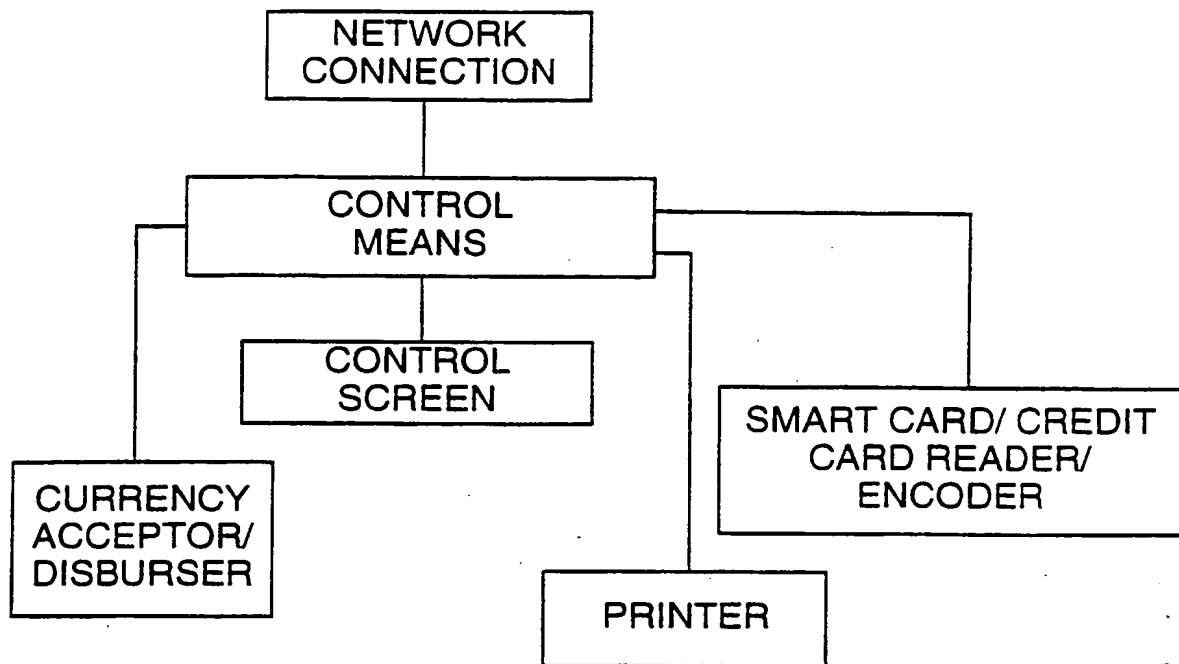 NETWORK
CONNECTION
CONTROL
MEANS
CONTROL
SCREEN
SMART CARD/ CREDIT
CARD READER/
ENCODER
CURRENCY
ACCEPTOR/
DISBURSER
PRINTER